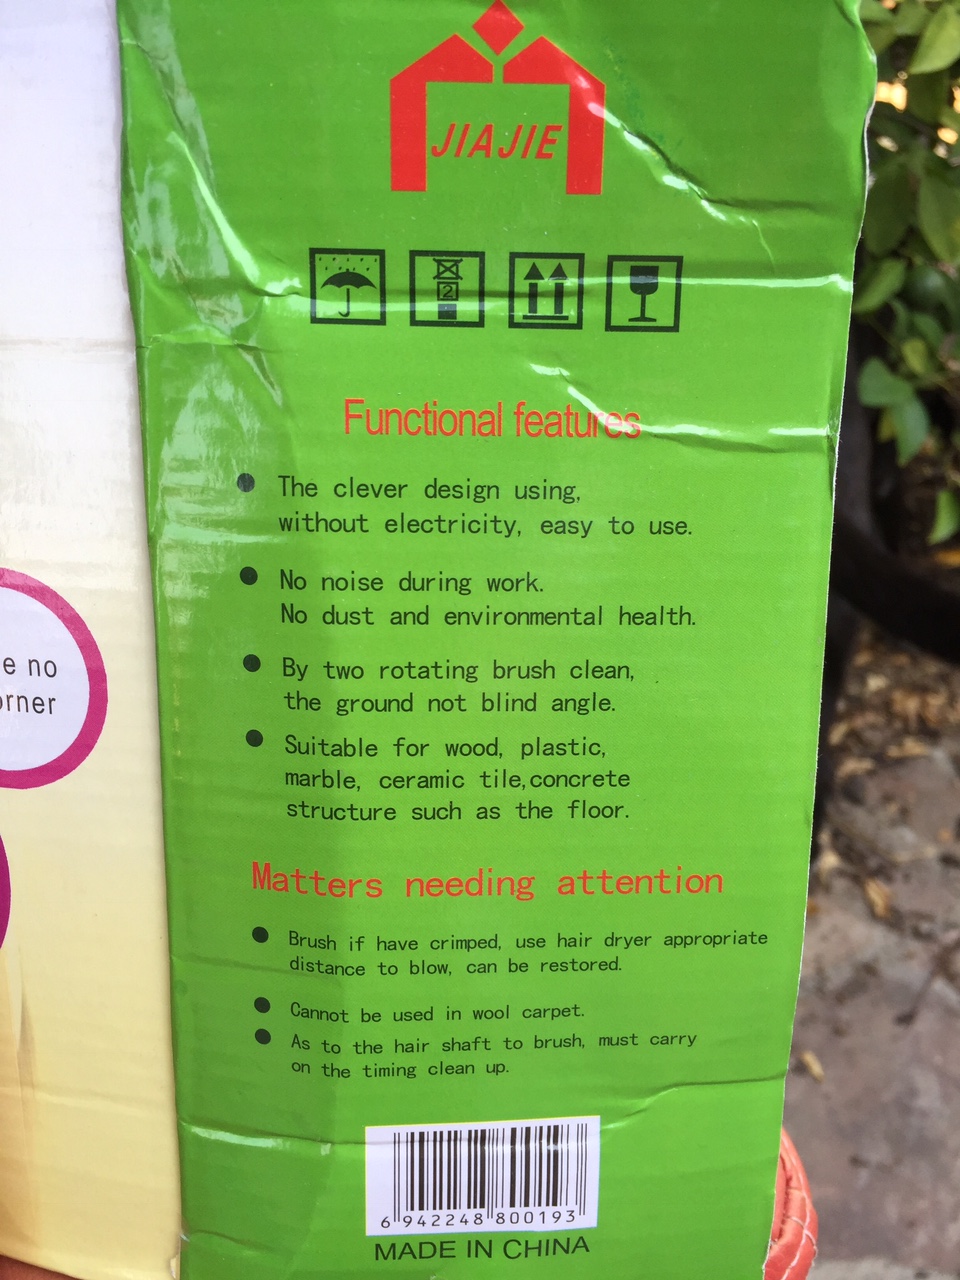 JIAJIE
2
Functional features
The clever design using,
without electricity, easy to use.
No noise during work.
No dust and environmental health.
By two rotating brush clean,
the ground not blind angle.
Suitable for wood, plastic,
marble, ceramic tile,concrete
structure such as the floor.
Matters needing attention
Brush if have crimped, use hair dryer appropriate
distance to blow, can be restored.
Cannot be used in wool carpet.
As to the hair shaft to brush, must carry
on the timing clean up.
6 942248 800193
MADE IN CHINA
e no
orner